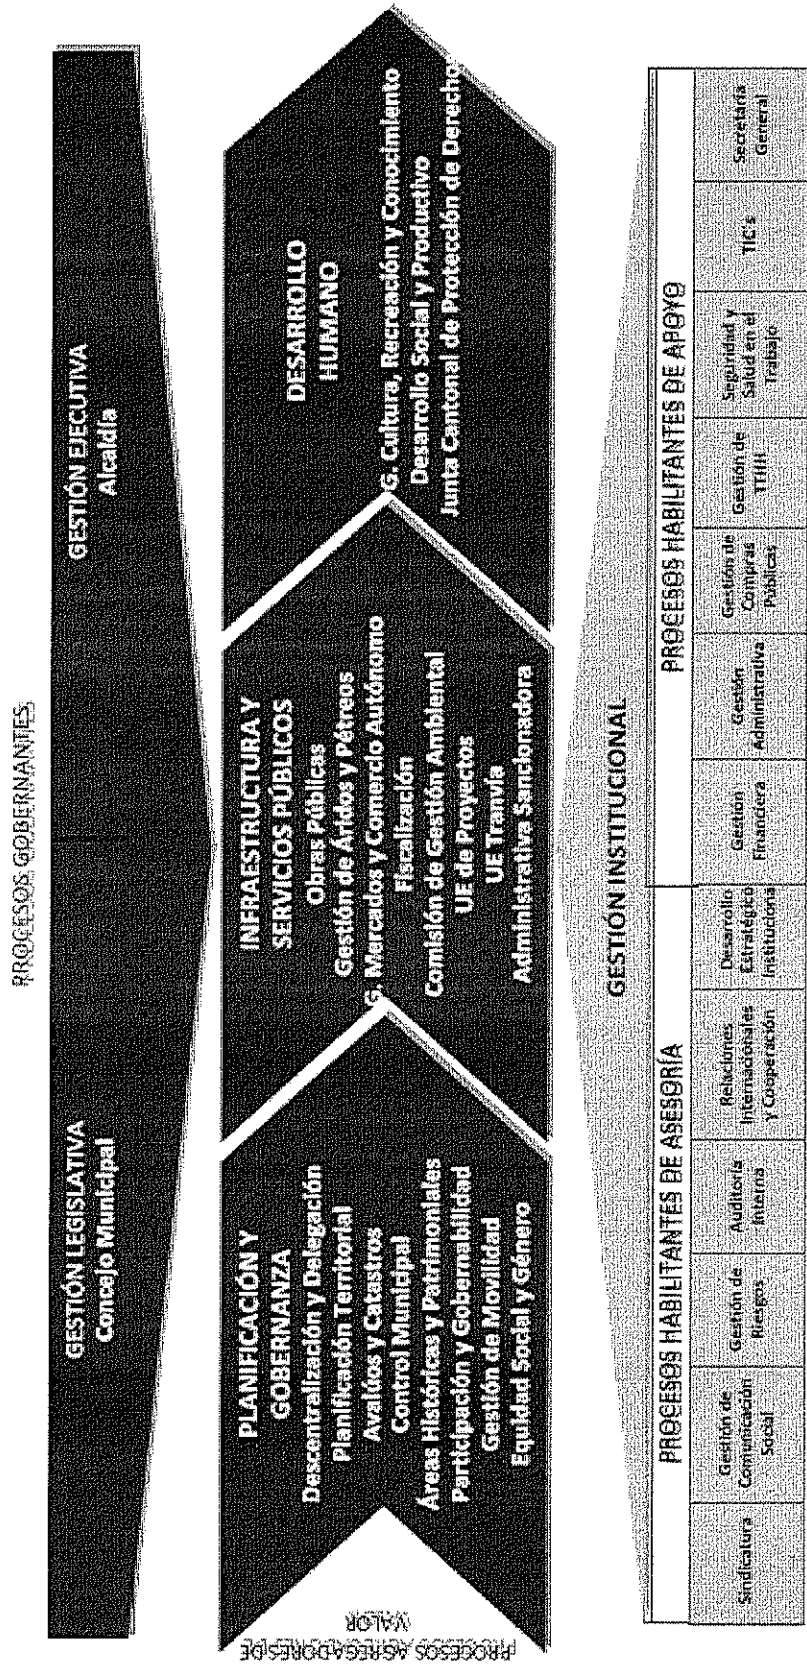 PROCESOS GOBERNANTES
GESTIÓN LEGISLATIVA
Concejo Municipal
GESTIÓN EJECUTIVA
Alcaldía
PROCESOS AGREGADORES DE
VALOR
PLANIFICACIÓN Y
GOBERNANZA
Descentralización y Delegación
Planificación Territorial
Avalúos y Catastros
Control Municipal
Áreas Históricas y Patrimoniales
Participación y Gobernabilidad
Gestión de Movilidad
Equidad Social y Género
INFRAESTRUCTURA Y
SERVICIOS PÚBLICOS
Obras Públicas
Gestión de Áridos y Pétreos
G. Mercados y Comercio Autónomo
Fiscalización
Comisión de Gestión Ambiental
UE de Proyectos
UE Tranvía
Administrativa Sancionadora
DESARROLLO
HUMANO
G. Cultura, Recreación y Conocimiento
Desarrollo Social y Productivo
Junta Cantonal de Protección de Derecho
GESTIÓN INSTITUCIONAL
PROCESOS HABILITANTES DE ASESORÍA
Sindicatura
Gestión de
Comunicación
Social
Gestión de
Riesgos
Auditoría
Interna
Relaciones
Internacionales
y Cooperación
Desarrollo
Estratégico
Instituciona
PROCESOS HABILITANTES DE APOYO
Gestión
Financiera
Gestión
Administrativa
Gestión de
Compras
Públicas
Gestión de
TTHH
Seguridad y
Salud en el
Trabajo
TIC's
Secretaría
General